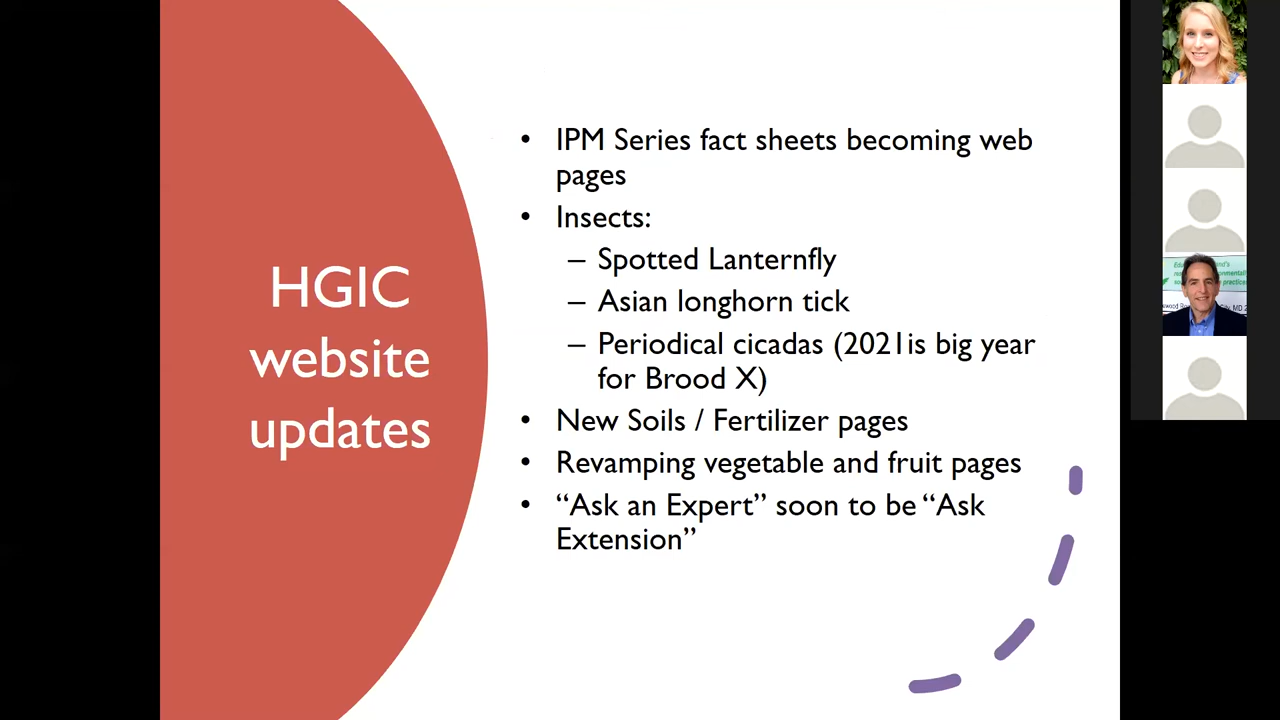 HGIC
website
updates
• IPM Series fact sheets becoming web
pages
• Insects:
– Spotted Lanternfly
– Asian longhorn tick
– Periodical cicadas (2021is big year
for Brood X)
• New Soils / Fertilizer pages
• Revamping vegetable and fruit pages
• “Ask an Expert” soon to be “Ask
Extension”